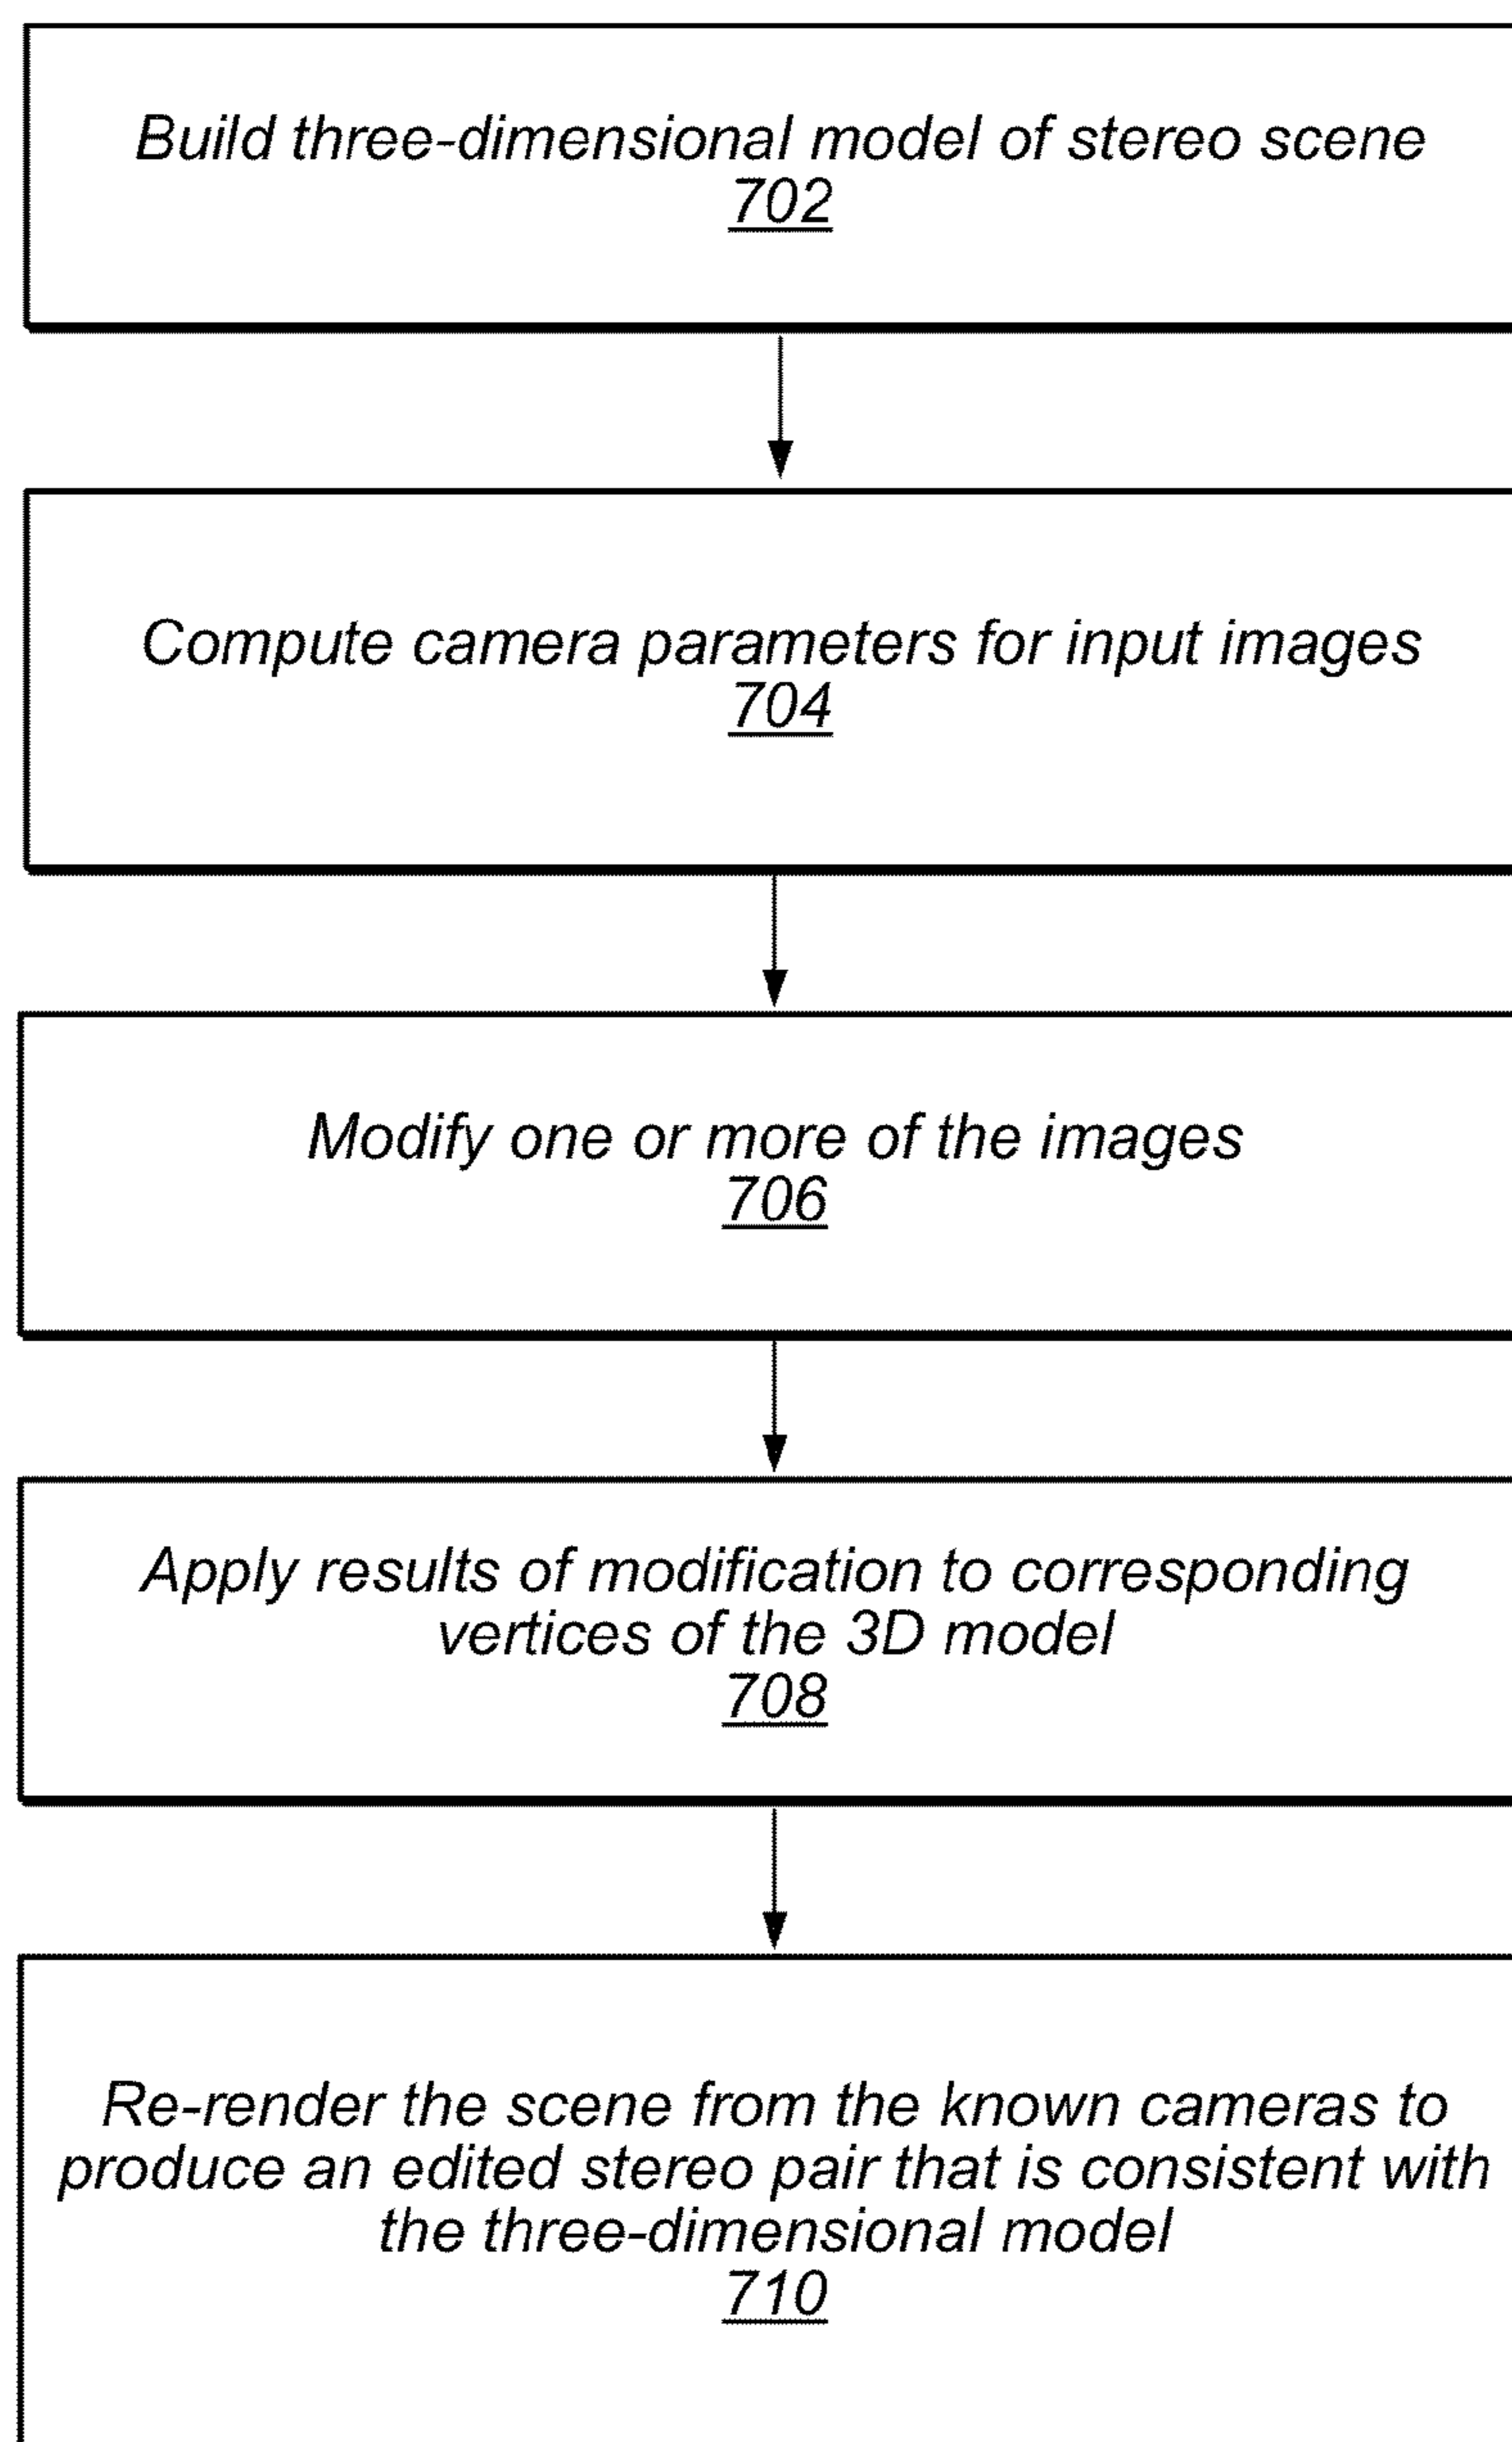 Build three-dimensional model of stereo scene
702
Compute camera parameters for input images
704
Modify one or more of the images
706
Apply results of modification to corresponding
vertices of the 3D model
708
Re-render the scene from the known cameras to
produce an edited stereo pair that is consistent with
the three-dimensional model
710